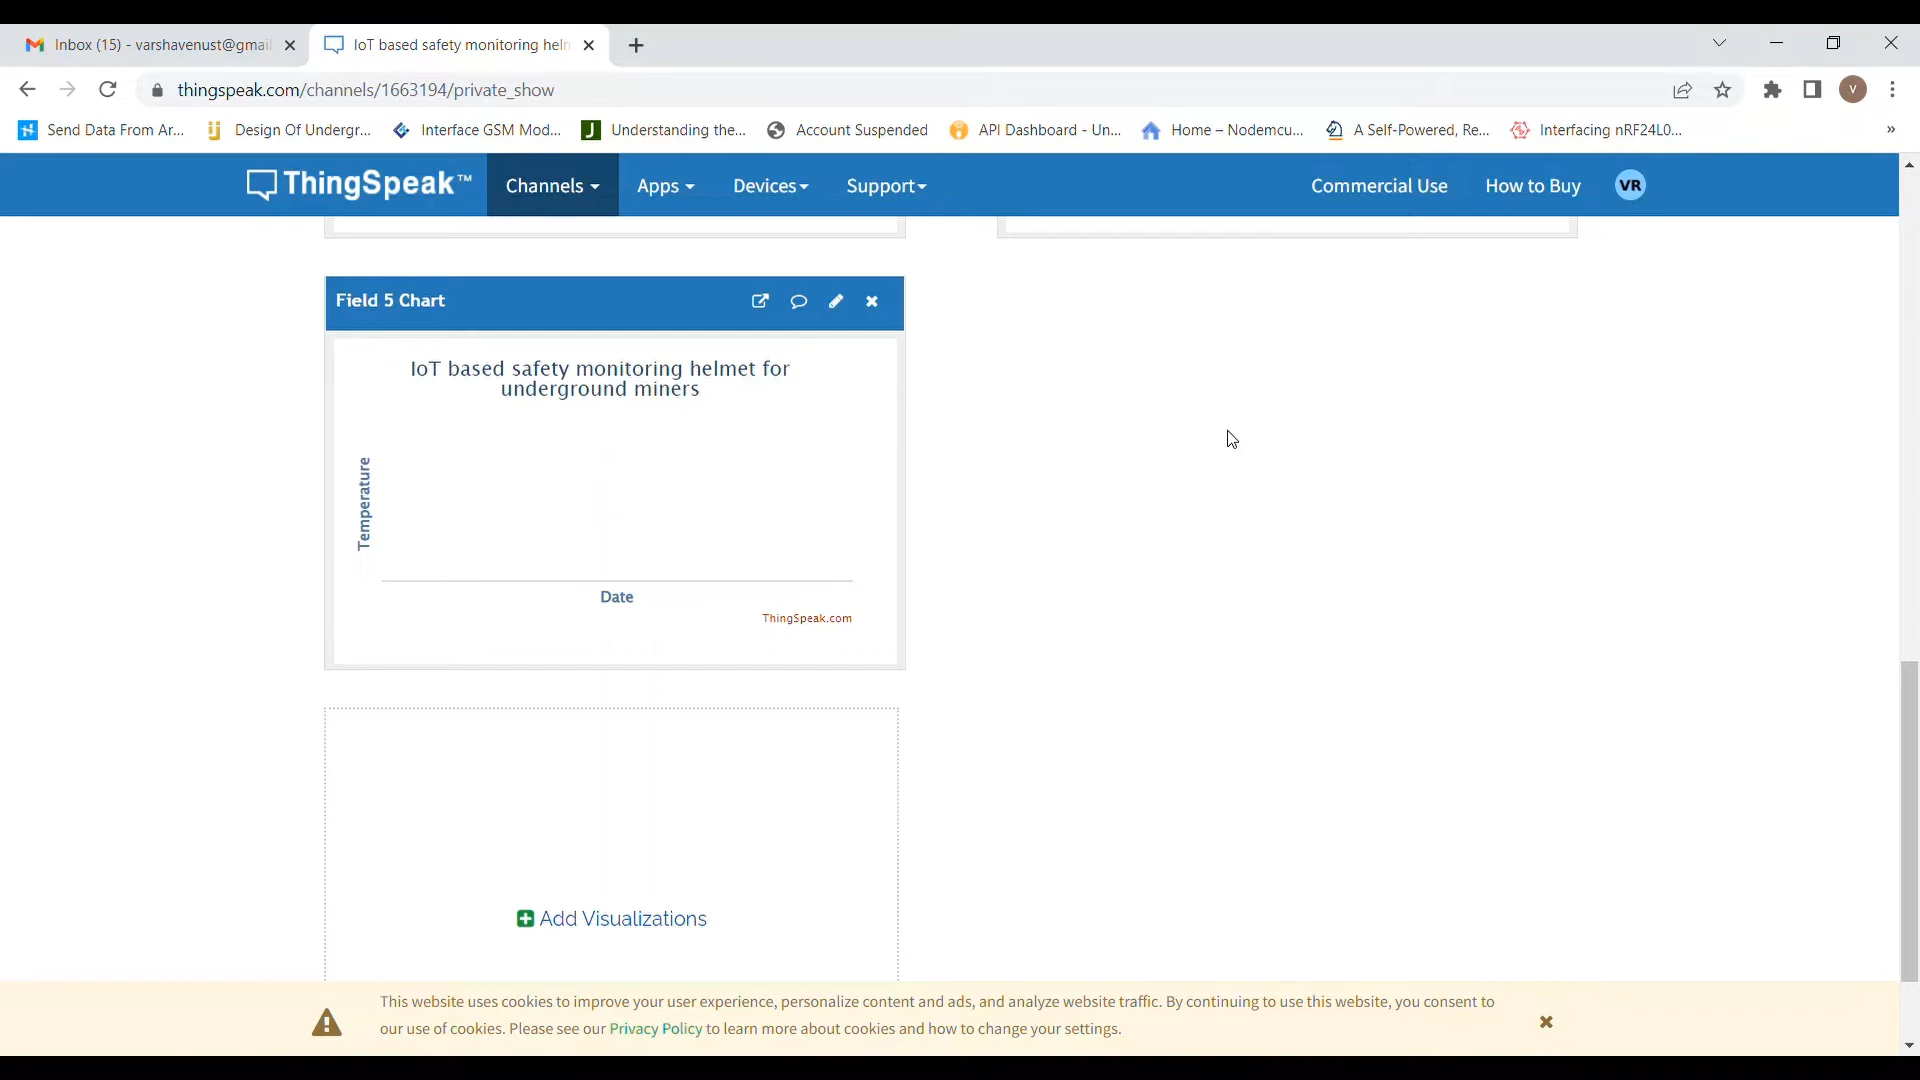 Inbox (15) - varshavenust@gmai
IoT based safety monitoring heln
thingspeak.com/channels/1663194/private_show
V
Send Data From Ar...
Design Of Undergr...
Interface GSM Mod...
Understanding the...
Account Suspended
API Dashboard - Un...
Home – Nodemcu...
A Self-Powered, Re...
Interfacing nRF24L0...
»
ThingSpeak™
Channels
Apps
Devices
Support
Commercial Use
How to Buy
VR
Field 5 Chart
IoT based safety monitoring helmet for
underground miners
Temperature
Date
ThingSpeak.com
Add Visualizations
This website uses cookies to improve your user experience, personalize content and ads, and analyze website traffic. By continuing to use this website, you consent to
our use of cookies. Please see our Privacy Policy to learn more about cookies and how to change your settings.